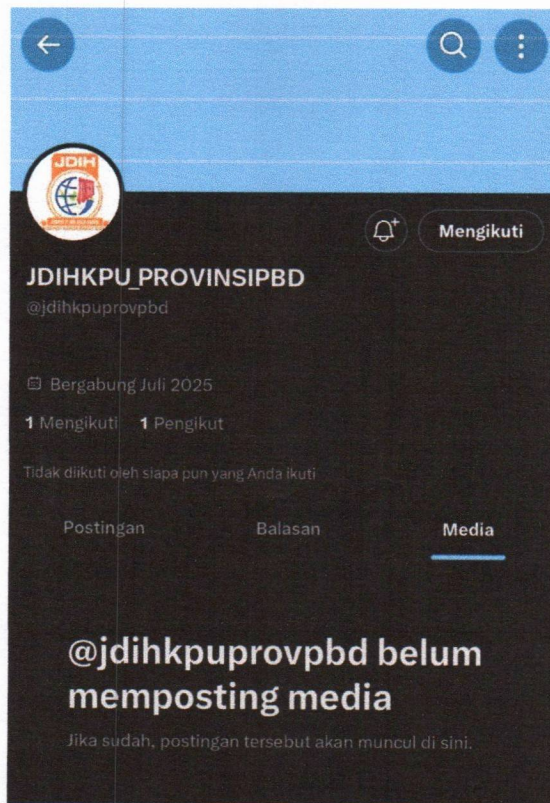 JDIH
Mengikuti
JDIHKPU_PROVINSIPBD
@jdihkpuprovpbd
Bergabung Juli 2025
1 Mengikuti 1 Pengikut
Tidak diikuti oleh siapa pun yang Anda ikuti
Postingan Balasan Media
@jdihkpuprovpbd belum
memposting media
Jika sudah, postingan tersebut akan muncul di sini.